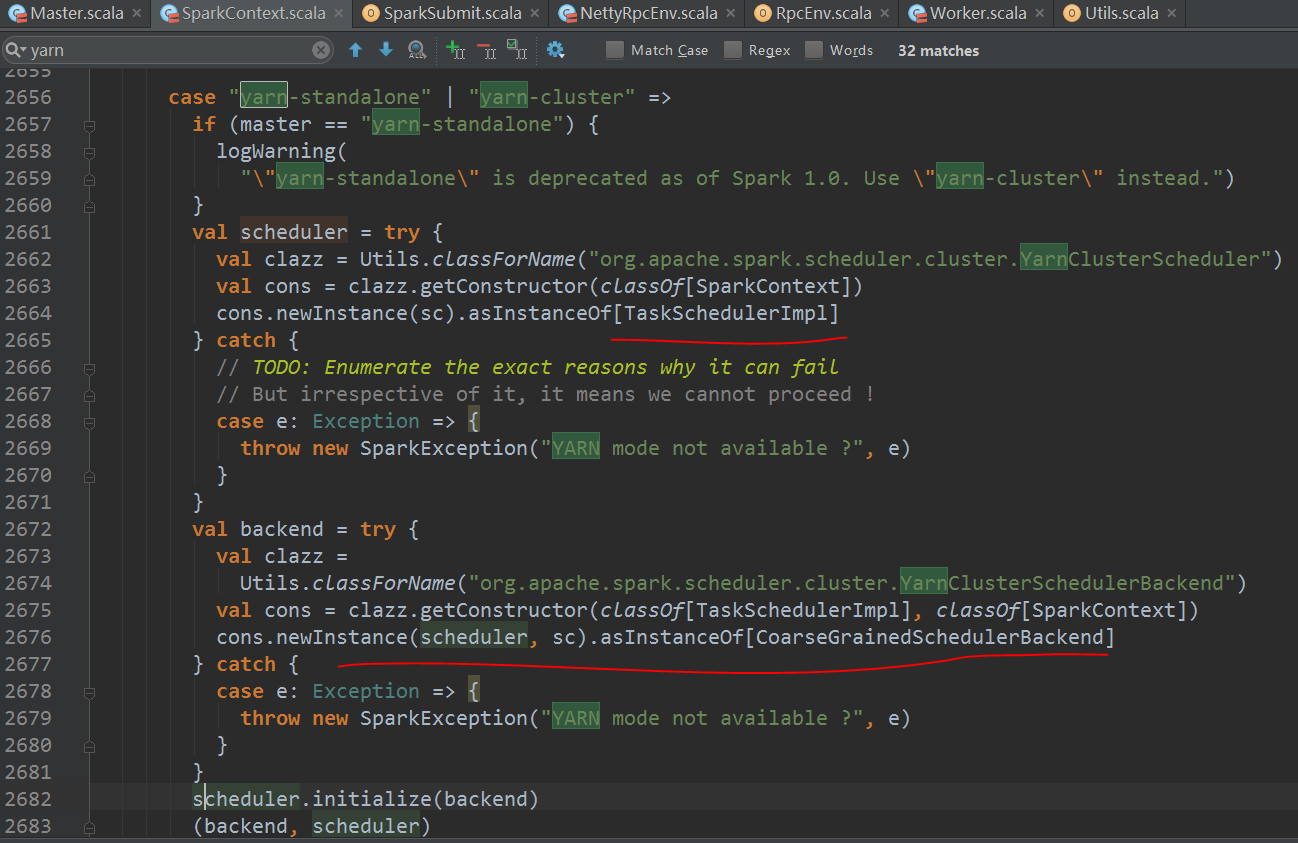 Master.scala × SparkContext.scala × SparkSubmit.scala × NettyRpcEnv.scala × RpcEnv.scala × Worker.scala × Utils.scala ×
yarn Match Case Regex Words 32 matches
2655
2656 case "yarn-standalone" | "yarn-cluster" =>
2657 if (master == "yarn-standalone") {
2658 logWarning(
2659 "\"yarn-standalone\" is deprecated as of Spark 1.0. Use \"yarn-cluster\" instead.")
2660 }
2661 val scheduler = try {
2662 val clazz = Utils.classForName("org.apache.spark.scheduler.cluster.YarnClusterScheduler")
2663 val cons = clazz.getConstructor(classOf[SparkContext])
2664 cons.newInstance(sc).asInstanceOf[TaskSchedulerImpl]
2665 } catch {
2666 // TODO: Enumerate the exact reasons why it can fail
2667 // But irrespective of it, it means we cannot proceed !
2668 case e: Exception => {
2669 throw new SparkException("YARN mode not available ?", e)
2670 }
2671 }
2672 val backend = try {
2673 val clazz =
2674 Utils.classForName("org.apache.spark.scheduler.cluster.YarnClusterSchedulerBackend")
2675 val cons = clazz.getConstructor(classOf[TaskSchedulerImpl], classOf[SparkContext])
2676 cons.newInstance(scheduler, sc).asInstanceOf[CoarseGrainedSchedulerBackend]
2677 } catch {
2678 case e: Exception => {
2679 throw new SparkException("YARN mode not available ?", e)
2680 }
2681 }
2682 scheduler.initialize(backend)
2683 (backend, scheduler)